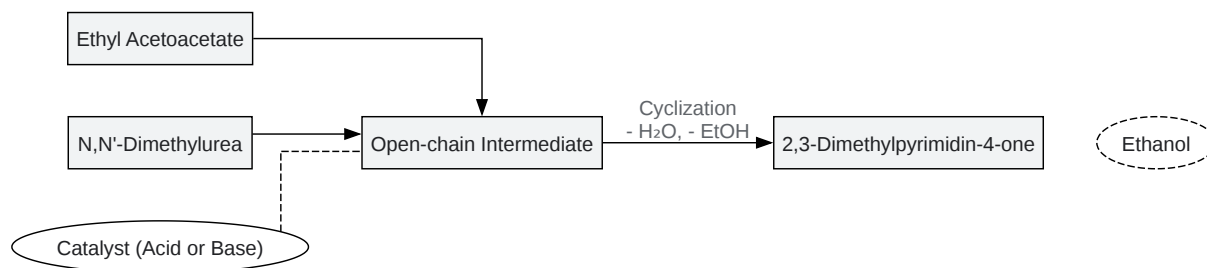 Ethyl Acetoacetate
Cyclization
- H₂O, - EtOH
N,N'-Dimethylurea
Open-chain Intermediate
2,3-Dimethylpyrimidin-4-one
Ethanol
Catalyst (Acid or Base)